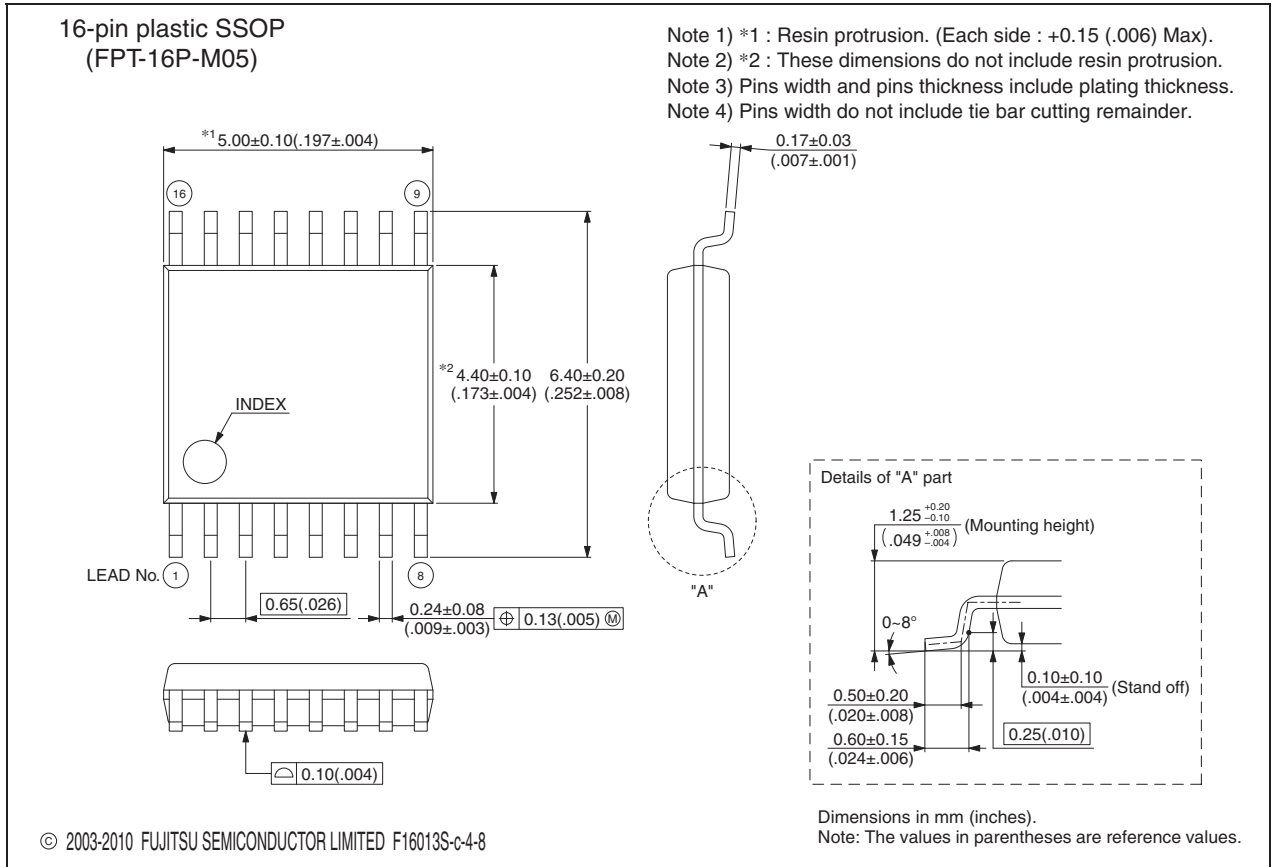 16-pin plastic SSOP
(FPT-16P-M05)
Note 1) *1 : Resin protrusion. (Each side : +0.15 (.006) Max).
Note 2) *2 : These dimensions do not include resin protrusion.
Note 3) Pins width and pins thickness include plating thickness.
Note 4) Pins width do not include tie bar cutting remainder.
*1 5.00±0.10(.197±.004)
0.17±0.03
(.007±.001)
16
9
*2 4.40±0.10
(.173±.004)
6.40±0.20
(.252±.008)
INDEX
LEAD No. 1
8
"A"
0.65(.026)
0.24±0.08
(.009±.003)
⌖ 0.13(.005) Ⓜ
⌓ 0.10(.004)
Details of "A" part
1.25 +0.20 −0.10
(.049 +.008 −.004)
(Mounting height)
0~8°
0.50±0.20
(.020±.008)
0.60±0.15
(.024±.006)
0.25(.010)
0.10±0.10
(.004±.004)
(Stand off)
Dimensions in mm (inches).
Note: The values in parentheses are reference values.
© 2003-2010 FUJITSU SEMICONDUCTOR LIMITED F16013S-c-4-8